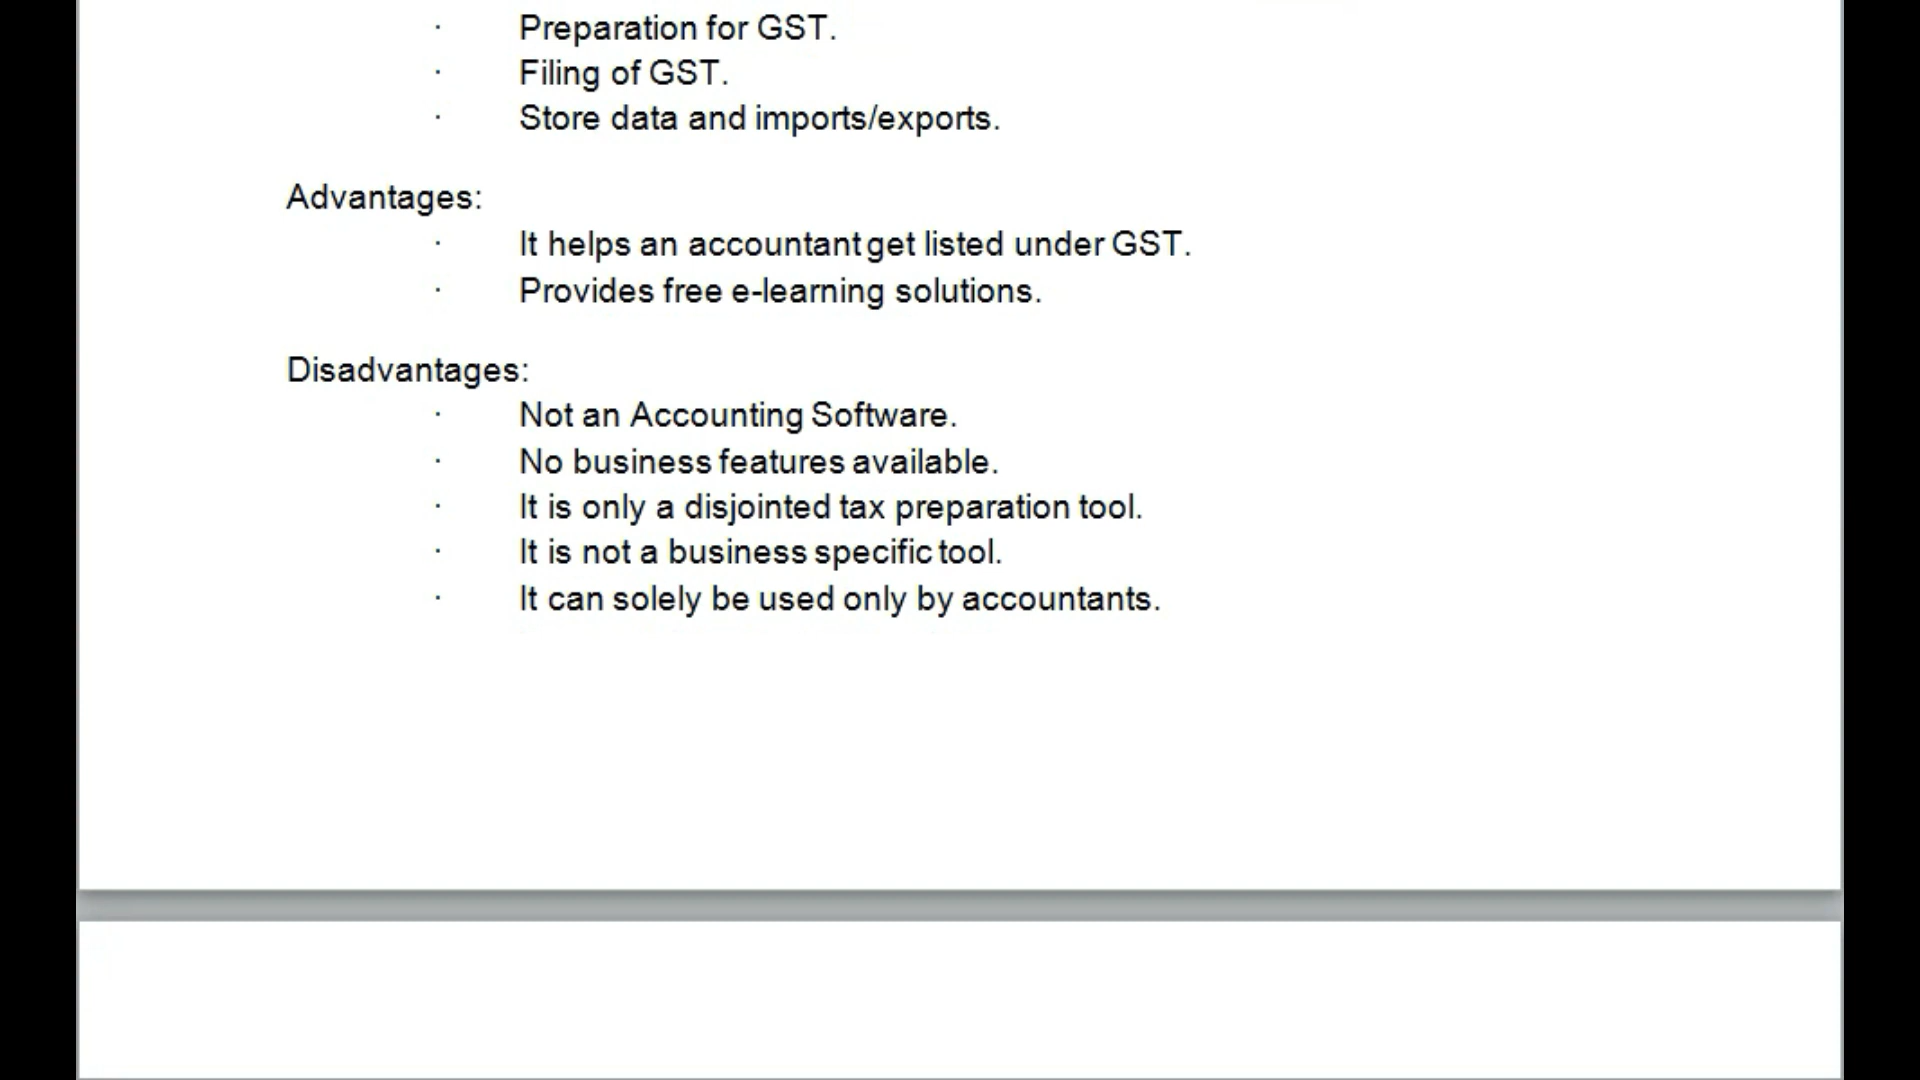 · Preparation for GST.
· Filing of GST.
· Store data and imports/exports.
Advantages:
· It helps an accountant get listed under GST.
· Provides free e-learning solutions.
Disadvantages:
· Not an Accounting Software.
· No business features available.
· It is only a disjointed tax preparation tool.
· It is not a business specific tool.
· It can solely be used only by accountants.